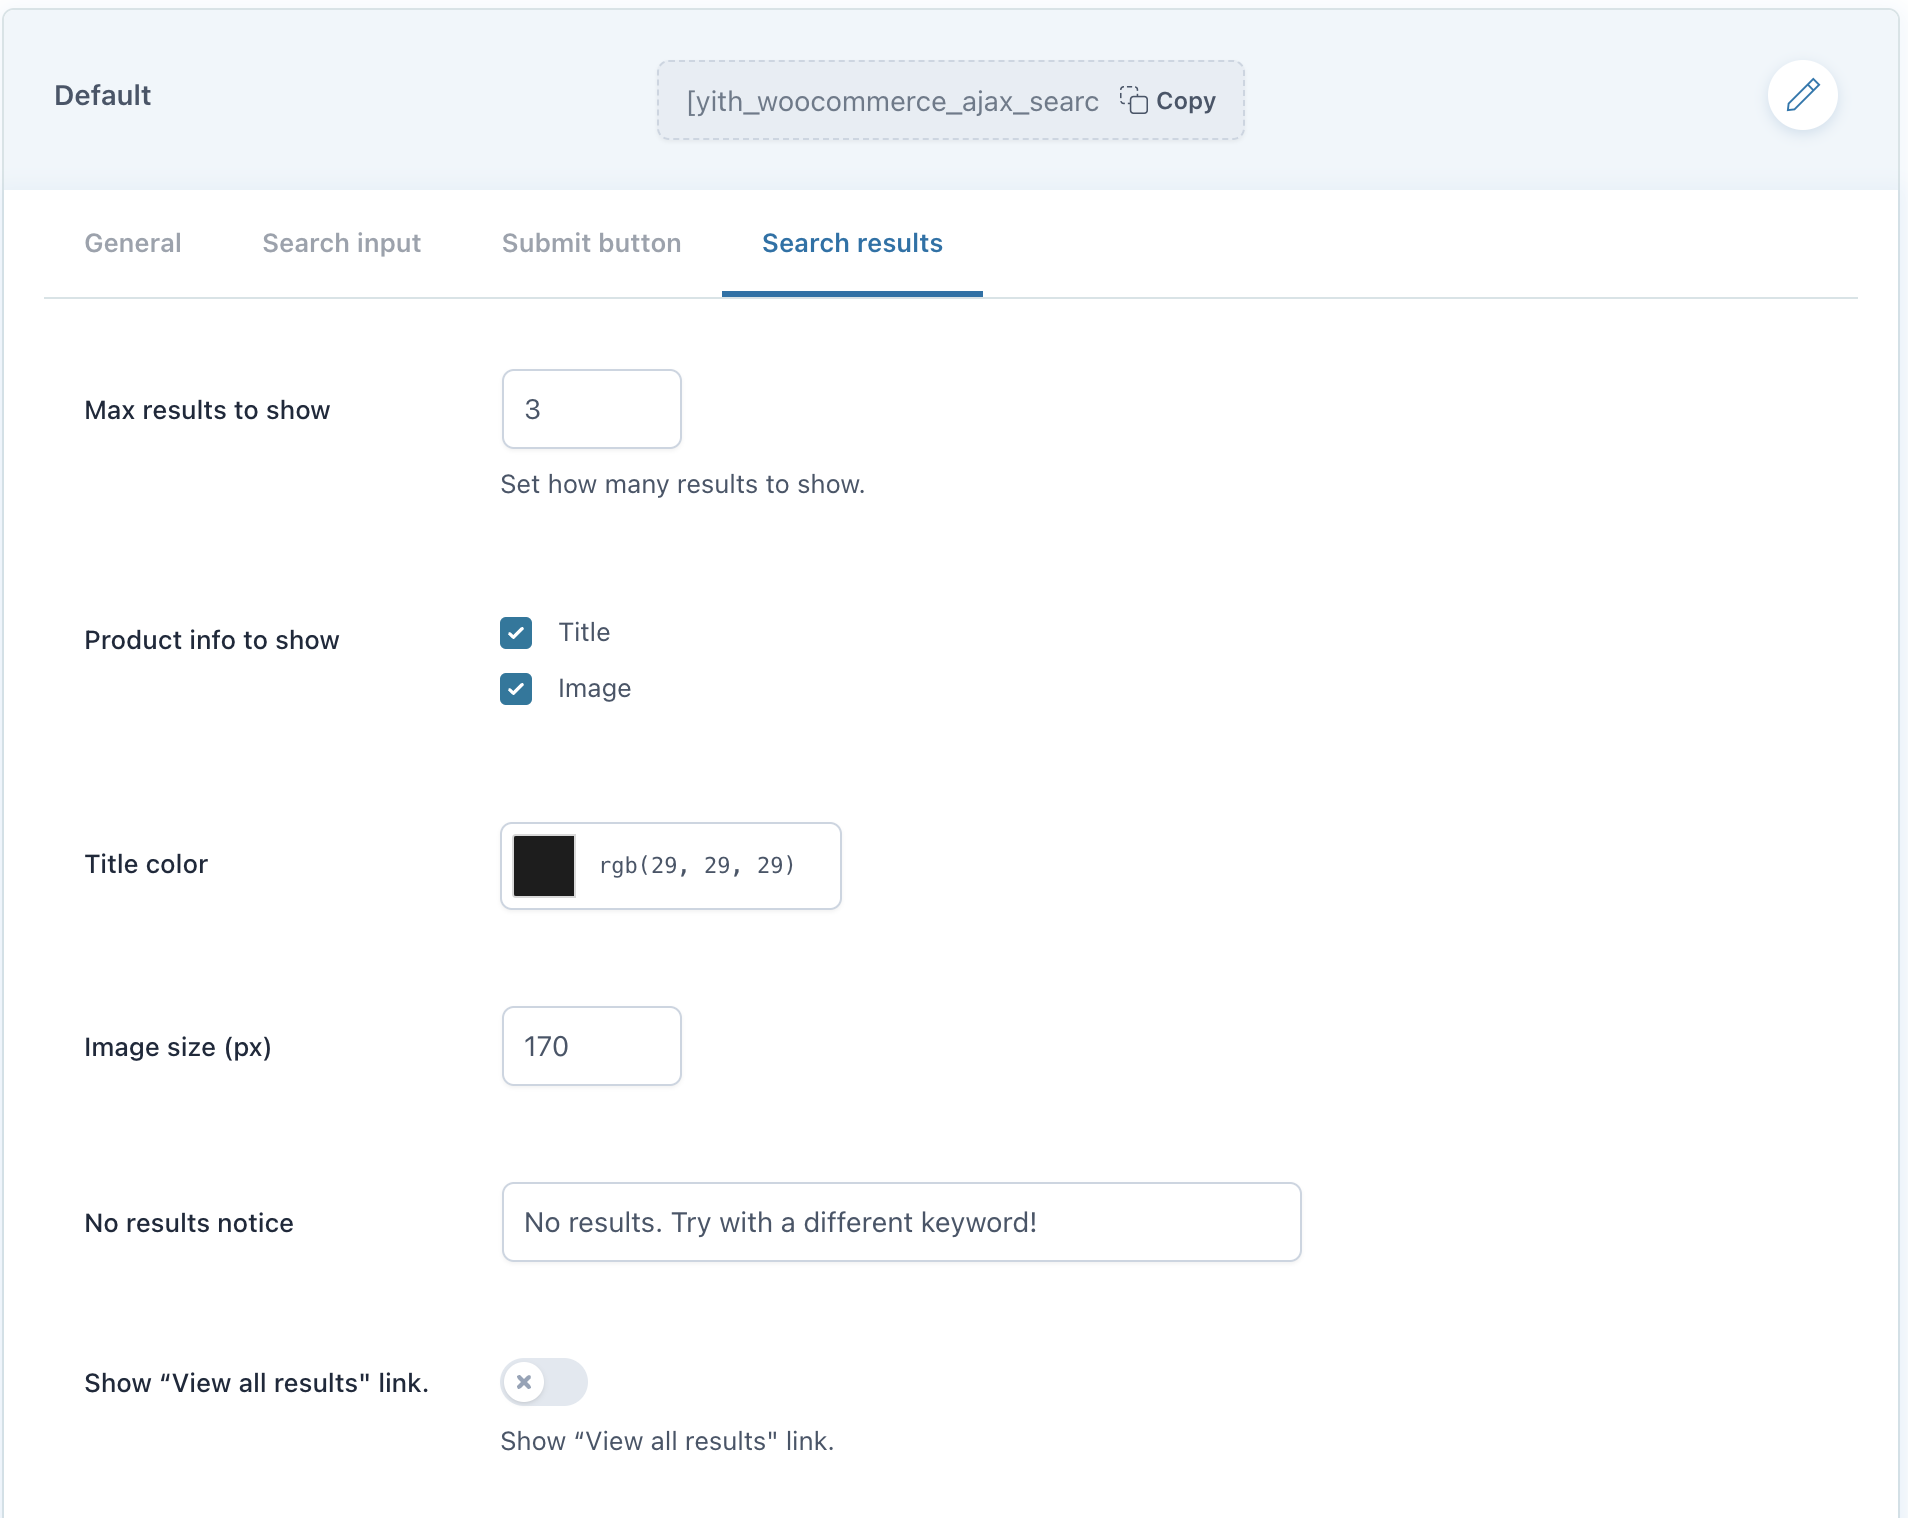 Default
[yith_woocommerce_ajax_searc Copy
General Search input Submit button Search results
Max results to show
3
Set how many results to show.
Product info to show
Title
Image
Title color
rgb(29, 29, 29)
Image size (px)
170
No results notice
No results. Try with a different keyword!
Show “View all results" link.
Show “View all results" link.